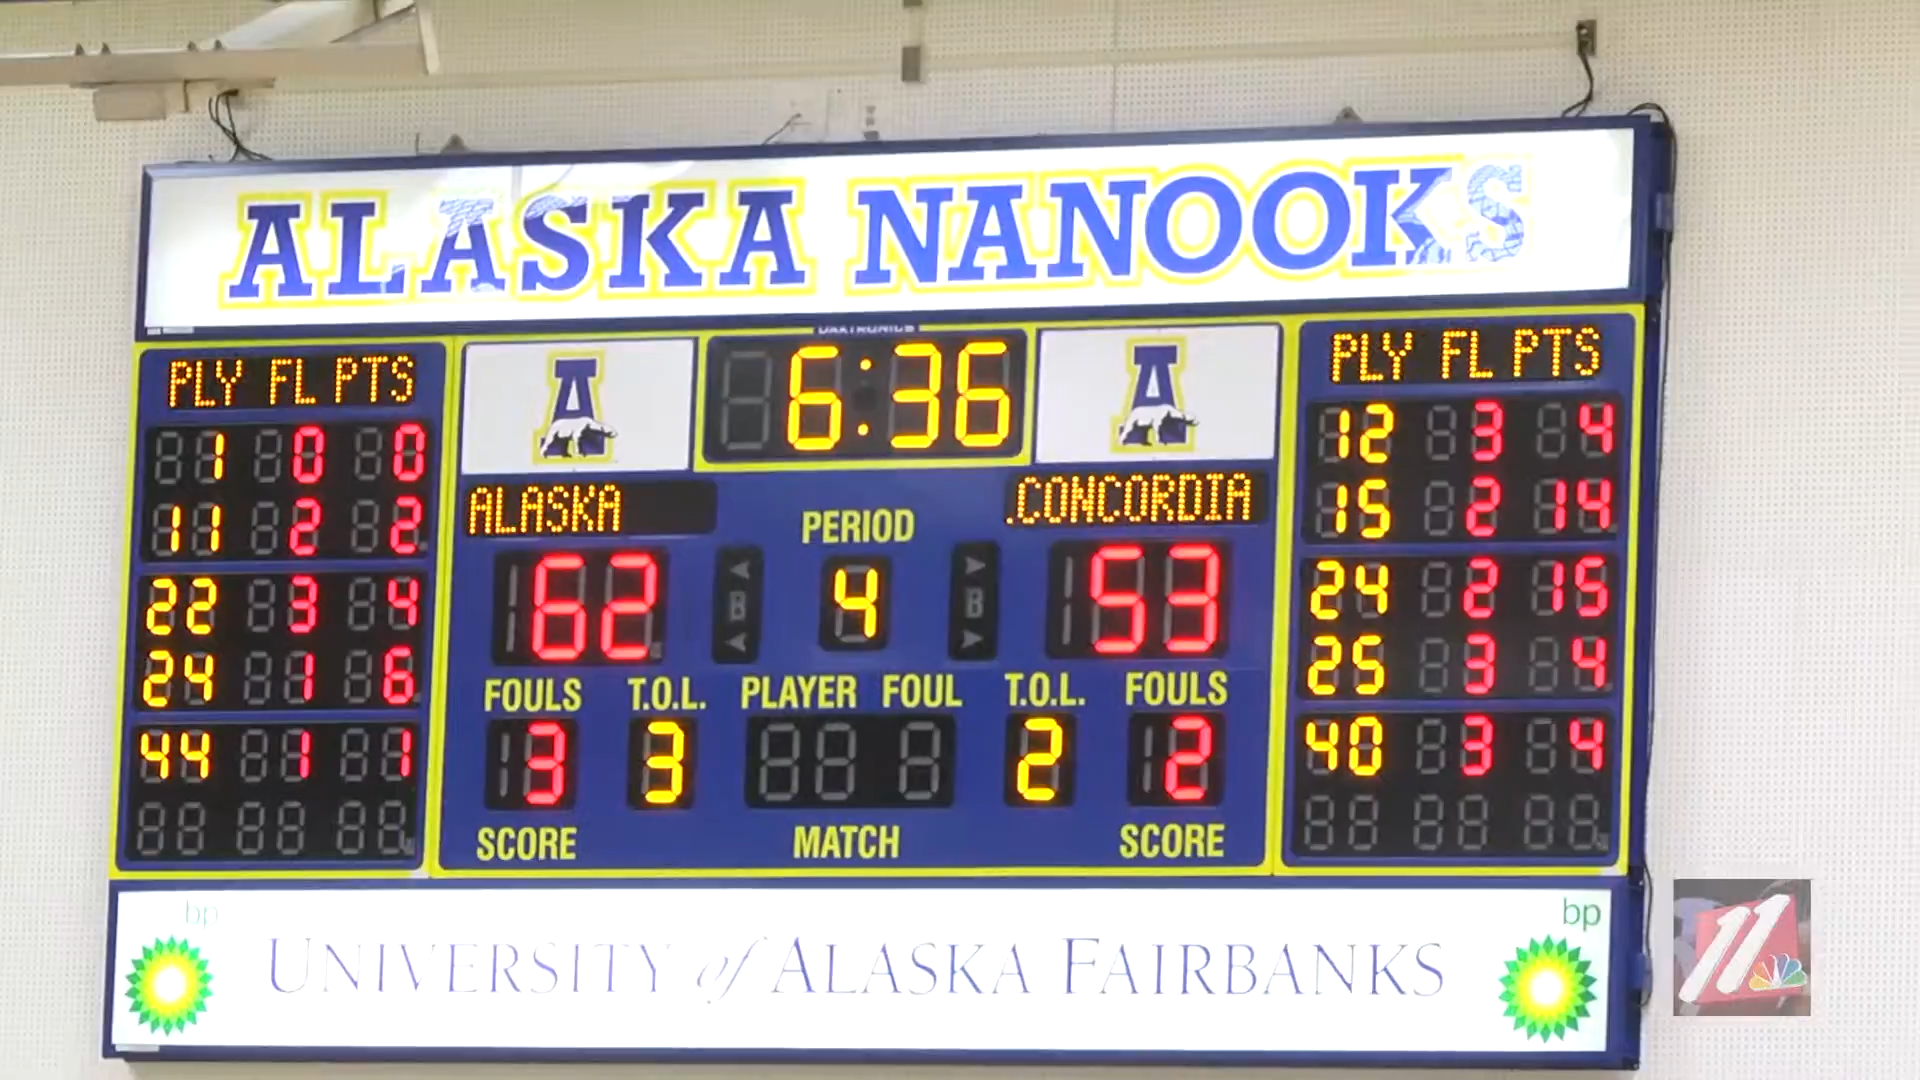 ALASKA NANOOKS
DAKTRONICS
PLY FL PTS
1 0 0
11 2 2
22 3 4
24 1 6
44 1 1
A
6:36
A
ALASKA
PERIOD
.CONCORDIA
62
B
4
B
53
FOULS T.O.L. PLAYER FOUL T.O.L. FOULS
3 3 2 2
SCORE MATCH SCORE
PLY FL PTS
12 3 4
15 2 14
24 2 15
25 3 4
40 3 4
bp
UNIVERSITY of ALASKA FAIRBANKS
bp
11